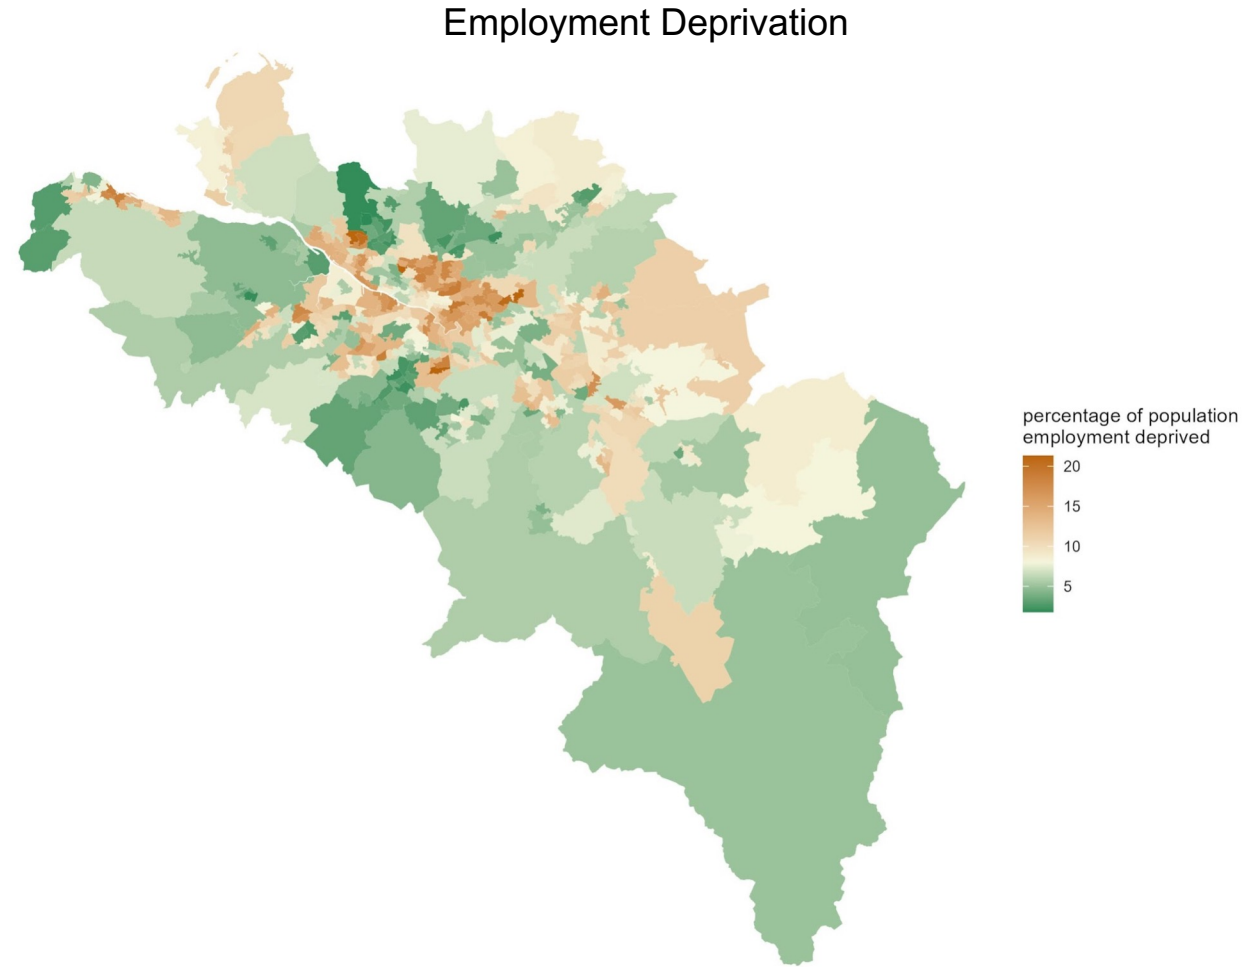 Employment Deprivation
percentage of population
employment deprived
20
15
10
5